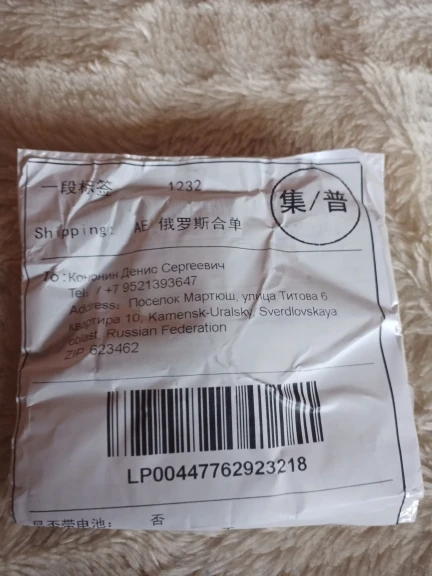 一段标签 1232
集/普
Shipping: AE 俄罗斯合单
To: Кононин Денис Сергеевич
Tel: / +7 9521393647
Address: Поселок Мартюш, улица Титова 6
квартира 10, Kamensk-Uralsky, Sverdlovskaya
oblast, Russian Federation
ZIP 623462
LP00447762923218
是否带电池: 否